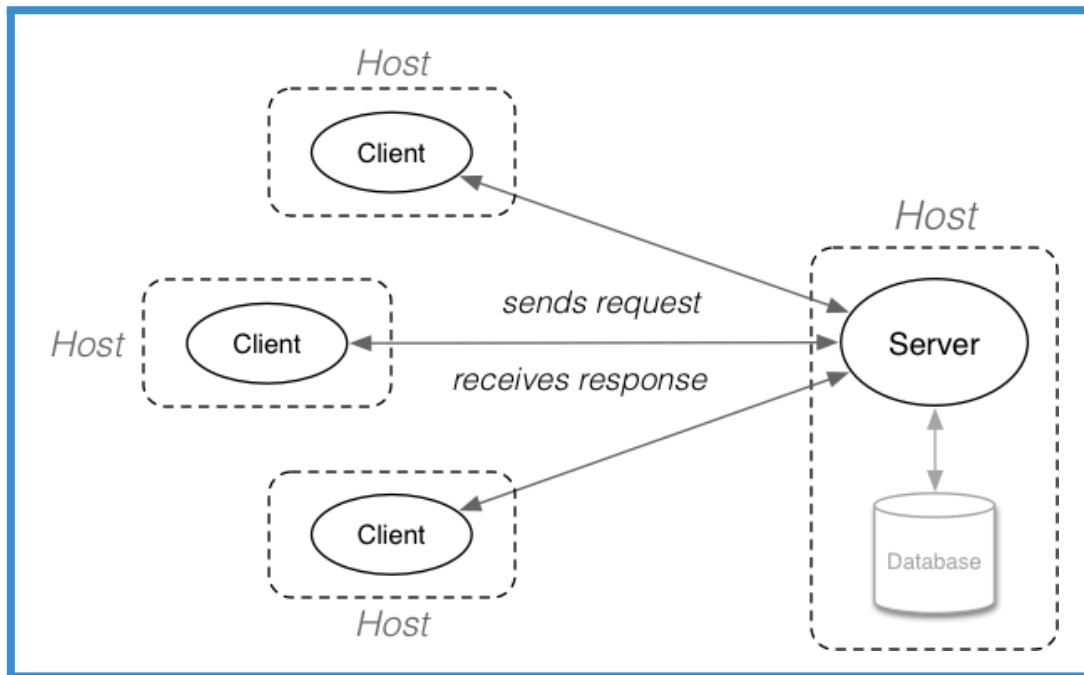 Host
Client
Host
sends request
Host
Client
Server
receives response
Client
Database
Host